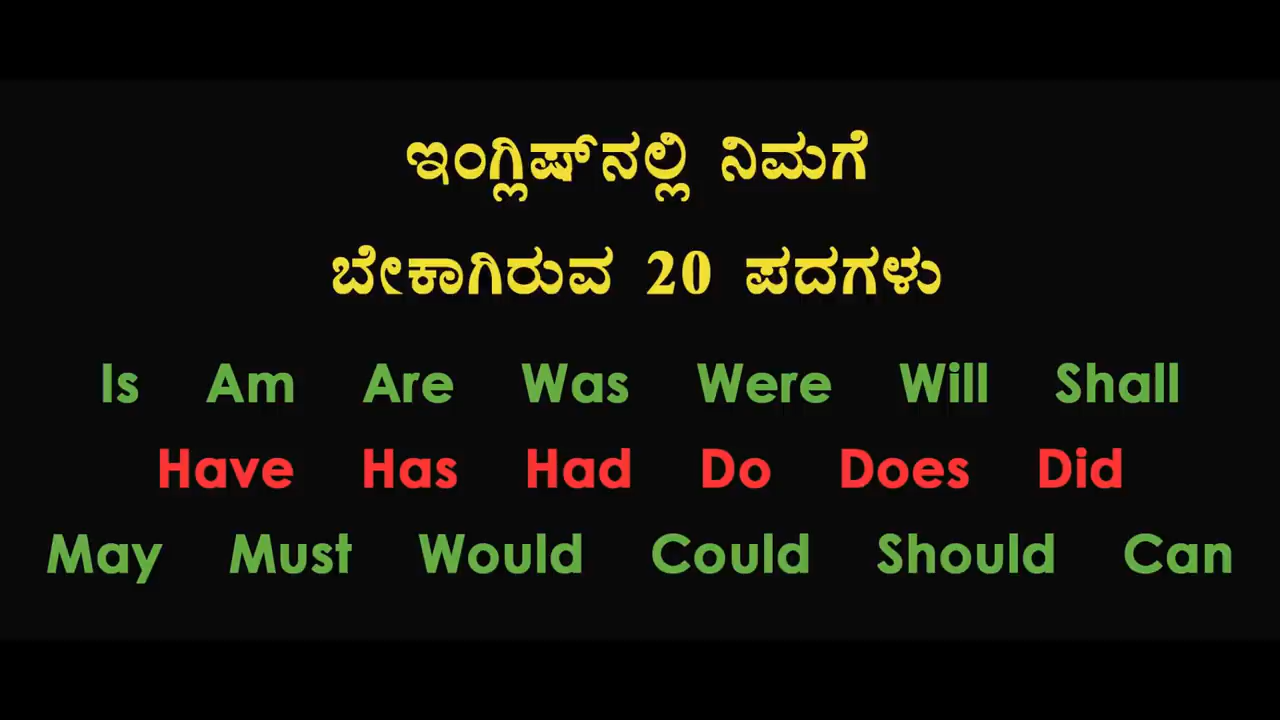 ಇಂಗ್ಲಿಷ್‌ನಲ್ಲಿ ನಿಮಗೆ
ಬೇಕಾಗಿರುವ 20 ಪದಗಳು
Is Am Are Was Were Will Shall
Have Has Had Do Does Did
May Must Would Could Should Can